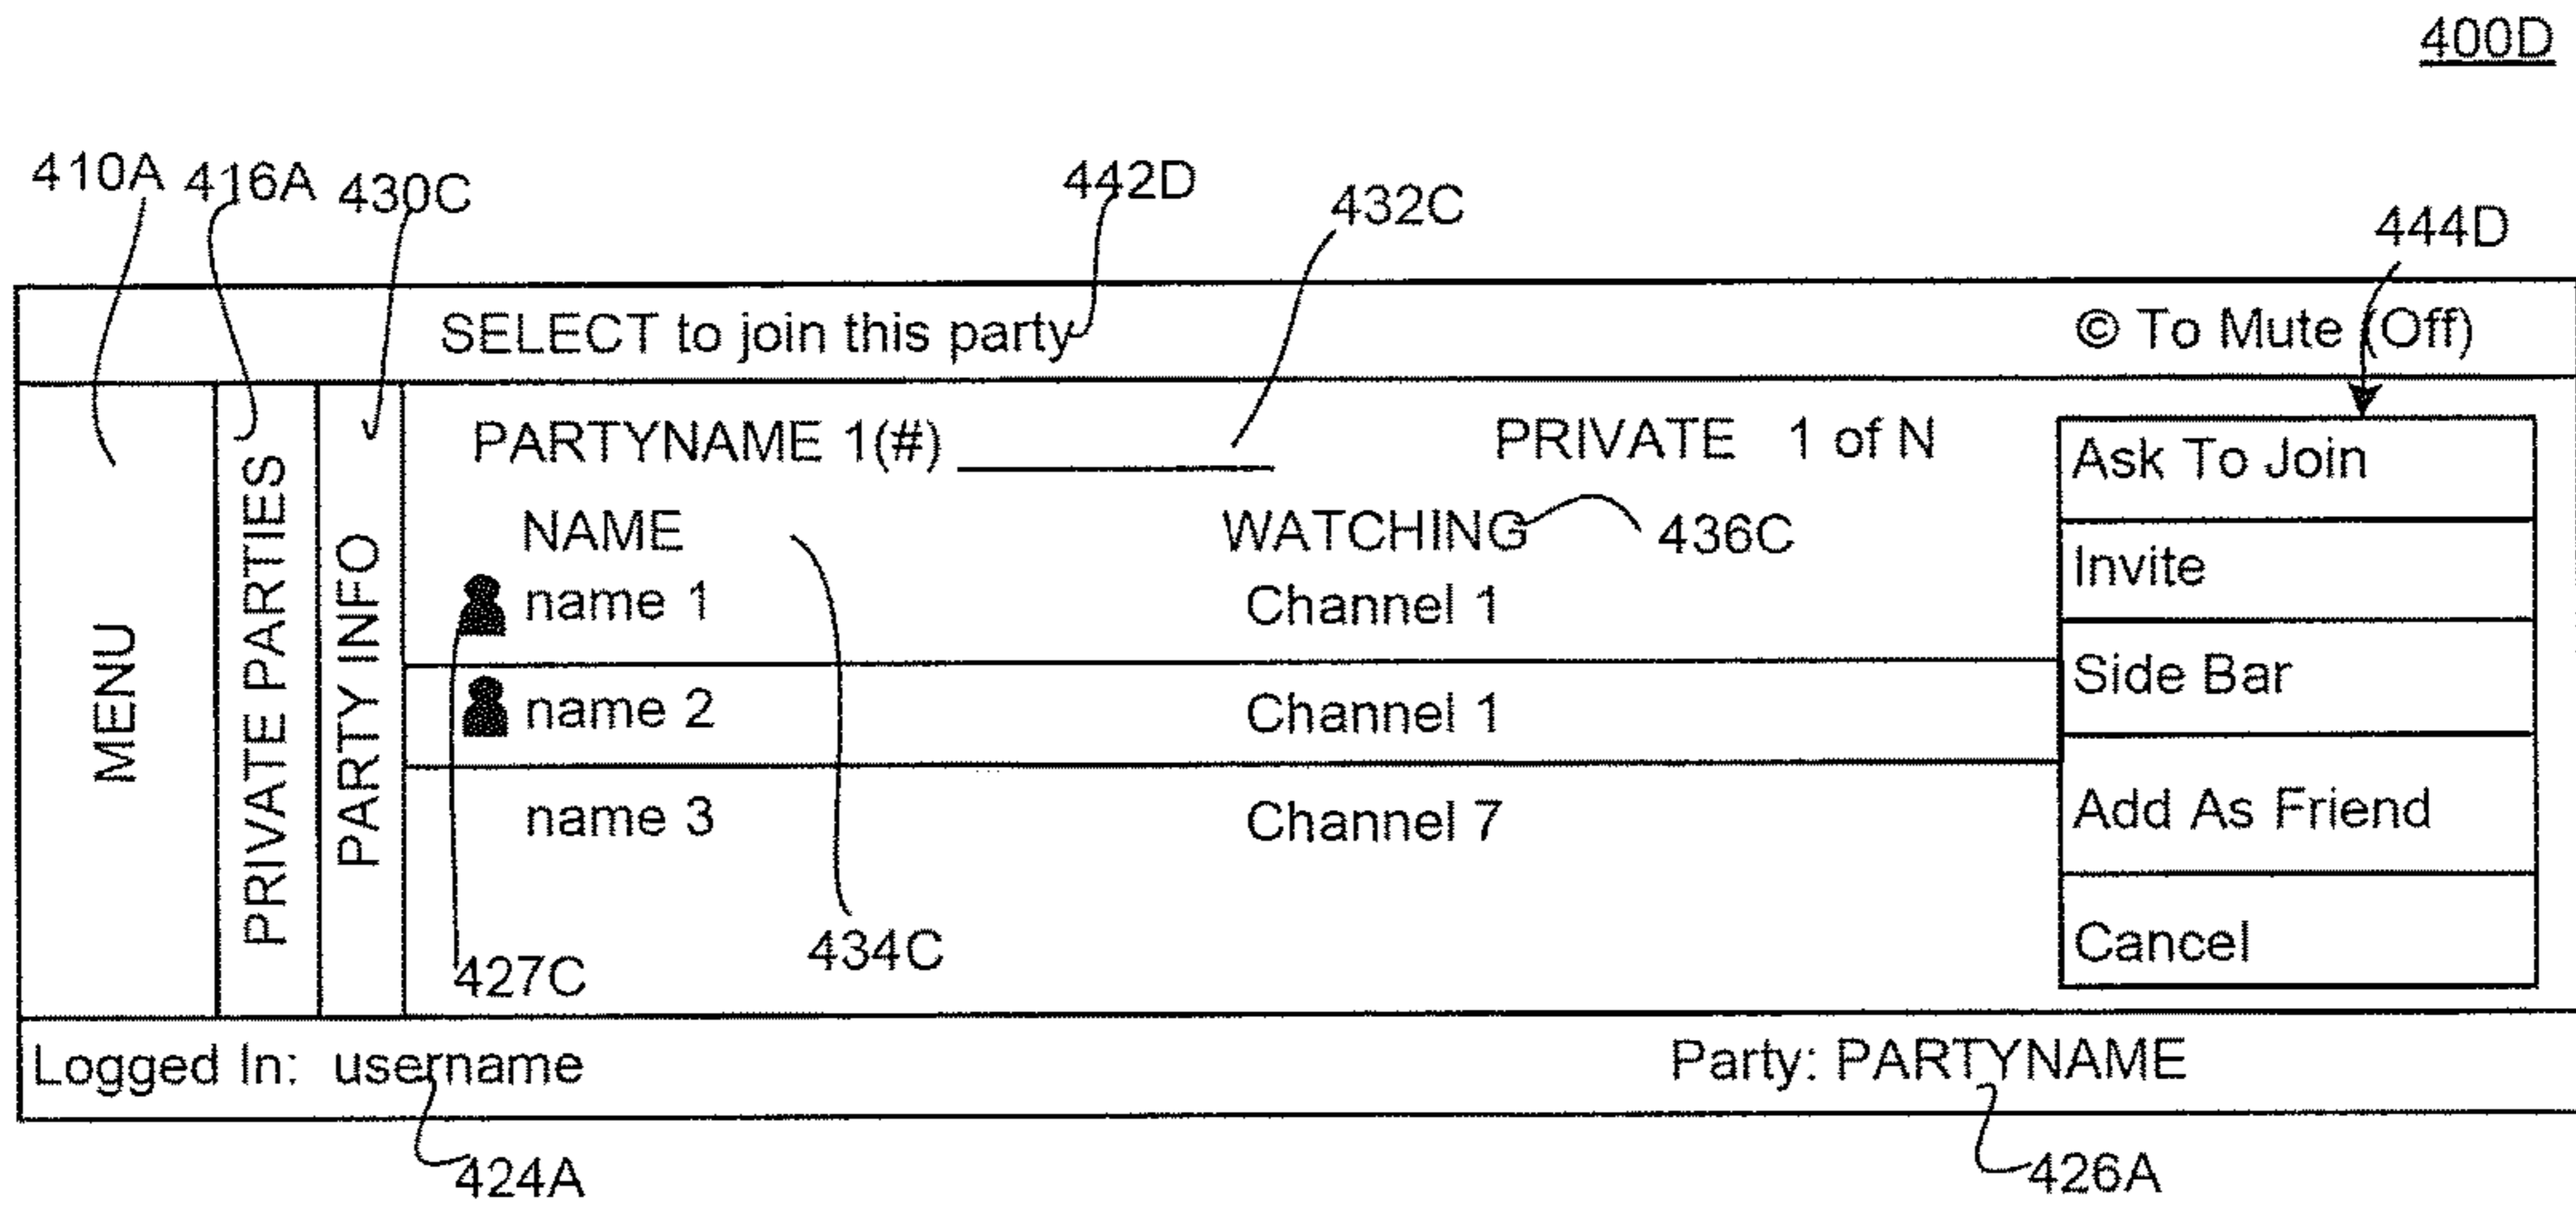 400D
410A 416A 430C 442D 432C 444D
SELECT to join this party © To Mute (Off)
MENU
PRIVATE PARTIES
PARTY INFO
PARTYNAME 1(#) PRIVATE 1 of N
NAME WATCHING 436C
name 1 Channel 1
name 2 Channel 1
name 3 Channel 7
427C 434C
Ask To Join
Invite
Side Bar
Add As Friend
Cancel
Logged In: username Party: PARTYNAME
424A 426A